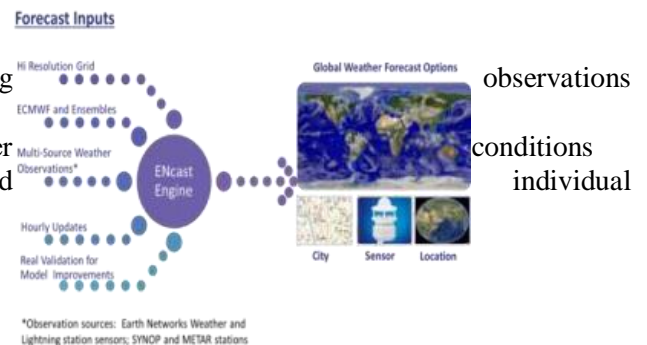 Forecast Inputs
Hi Resolution Grid
Global Weather Forecast Options
g
observations
ECMWF and Ensembles
er
conditions
Multi-Source Weather
Observations*
ENcast
Engine
d
individual
Hourly Updates
Real Validation for
Model Improvements
City Sensor Location
*Observation sources: Earth Networks Weather and
Lightning station sensors; SYNOP and METAR stations